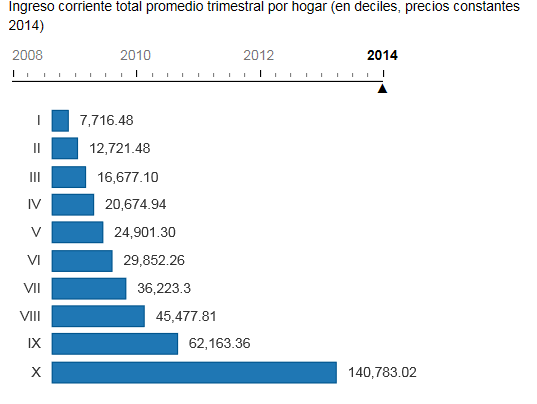 Ingreso corriente total promedio trimestral por hogar (en deciles, precios constantes
2014)
2008 2010 2012 2014
I 7,716.48
II 12,721.48
III 16,677.10
IV 20,674.94
V 24,901.30
VI 29,852.26
VII 36,223.3
VIII 45,477.81
IX 62,163.36
X 140,783.02